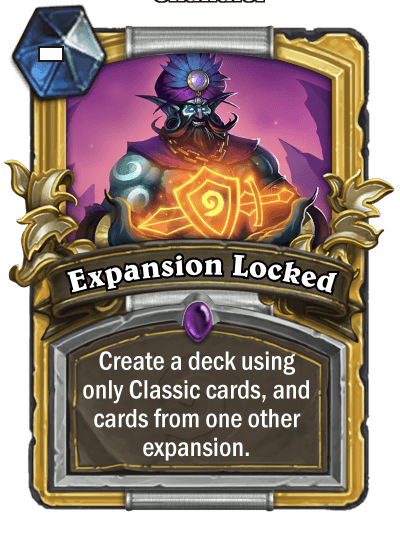 Expansion Locked
Create a deck using
only Classic cards, and
cards from one other
expansion.